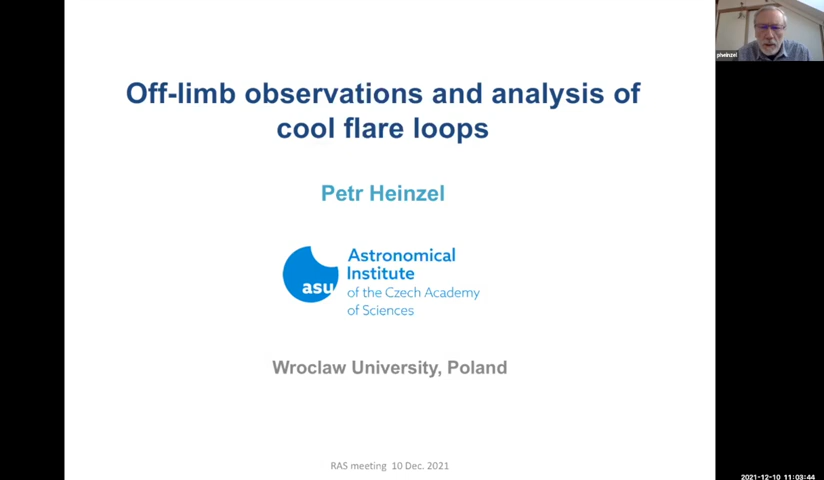 pheinzel
Off-limb observations and analysis of
cool flare loops
Petr Heinzel
asu
Astronomical
Institute
of the Czech Academy
of Sciences
Wroclaw University, Poland
RAS meeting 10 Dec. 2021
2021-12-10 11:03:44